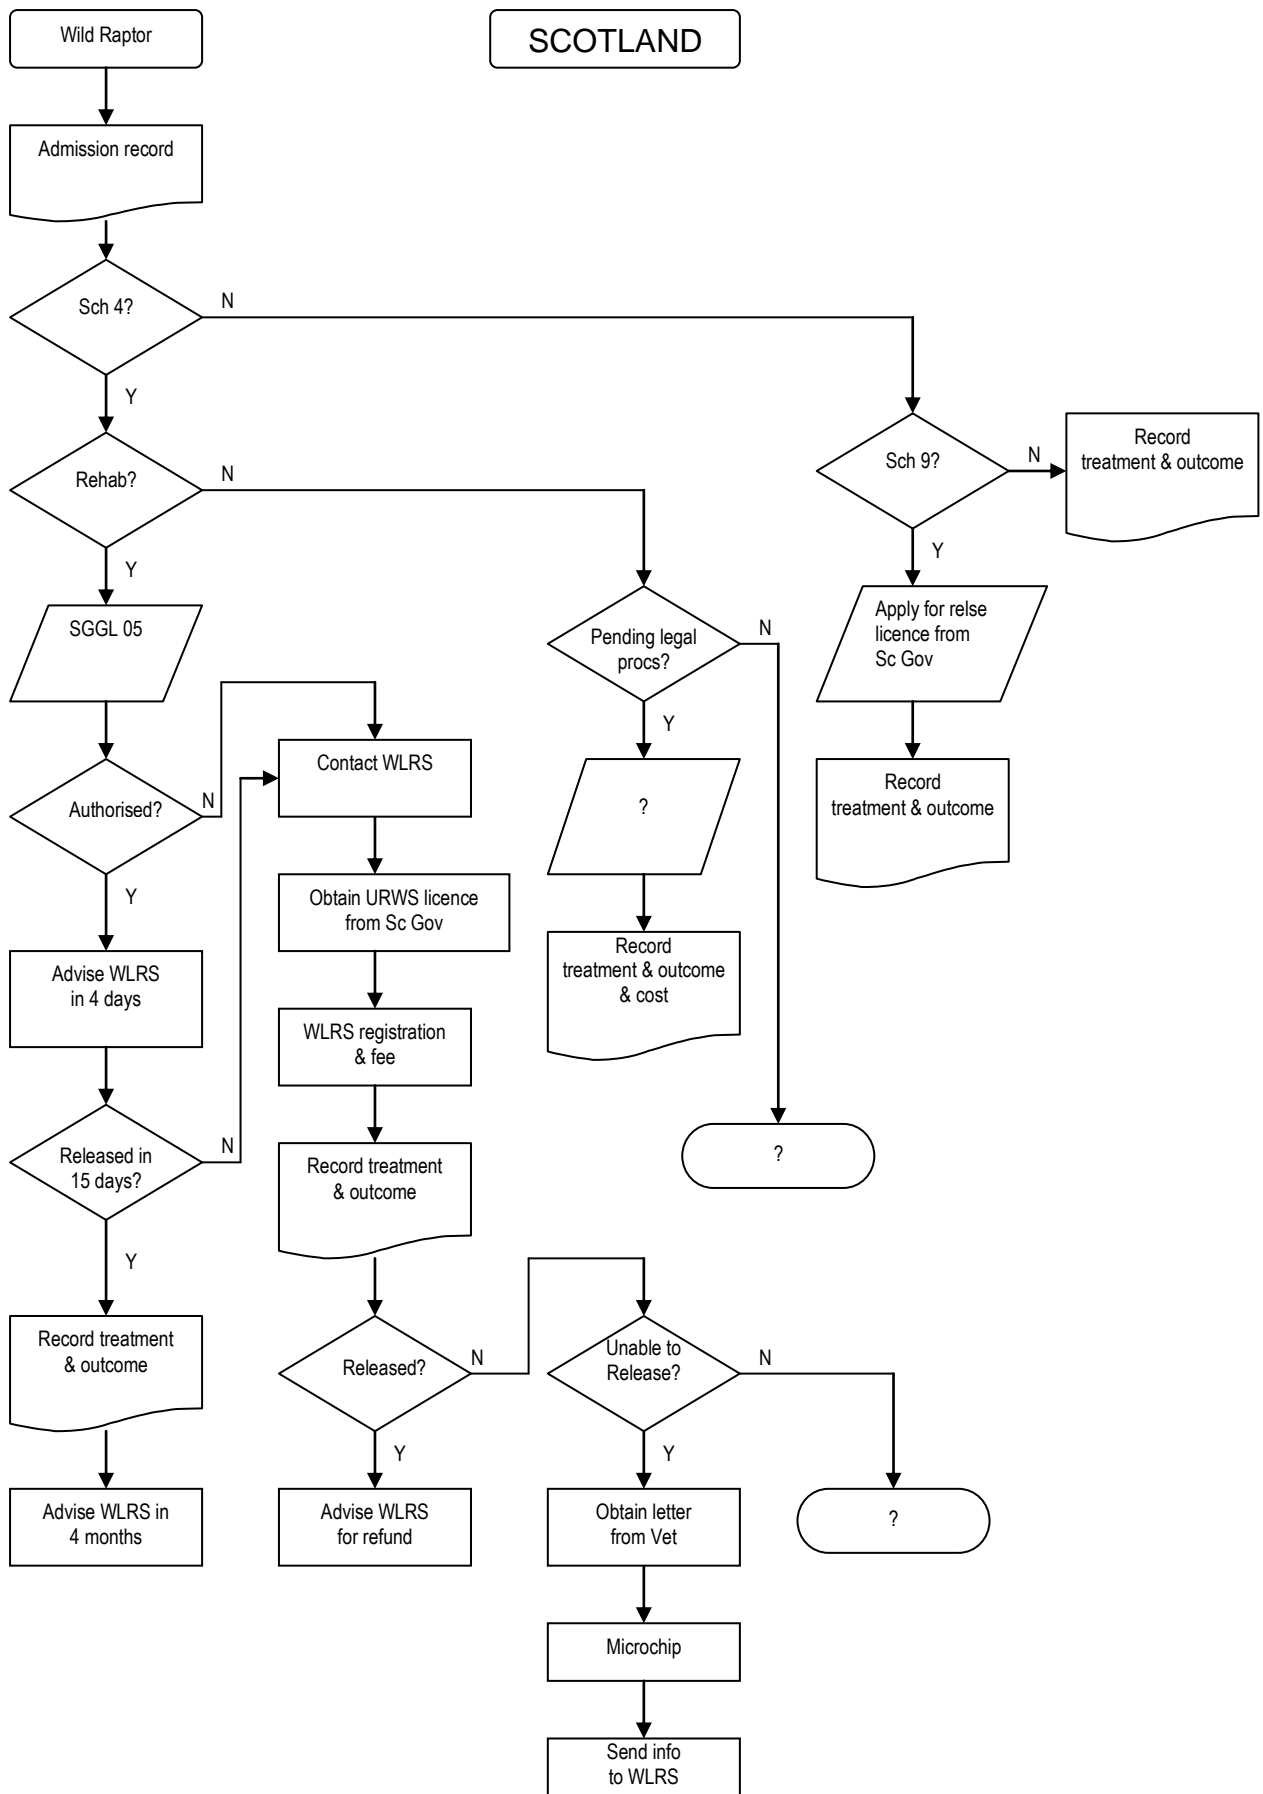 Wild Raptor
SCOTLAND
Admission record
Sch 4?
N
Y
Rehab?
N
Sch 9?
N
Record
treatment & outcome
Y
Y
SGGL 05
Pending legal
procs?
N
Apply for relse
licence from
Sc Gov
Y
Contact WLRS
Authorised?
N
?
Record
treatment & outcome
Y
Obtain URWS licence
from Sc Gov
Advise WLRS
in 4 days
Record
treatment & outcome
& cost
WLRS registration
& fee
Released in
15 days?
N
Record treatment
& outcome
?
Y
Record treatment
& outcome
Released?
N
Unable to
Release?
N
Y
Y
Advise WLRS in
4 months
Advise WLRS
for refund
Obtain letter
from Vet
?
Microchip
Send info
to WLRS